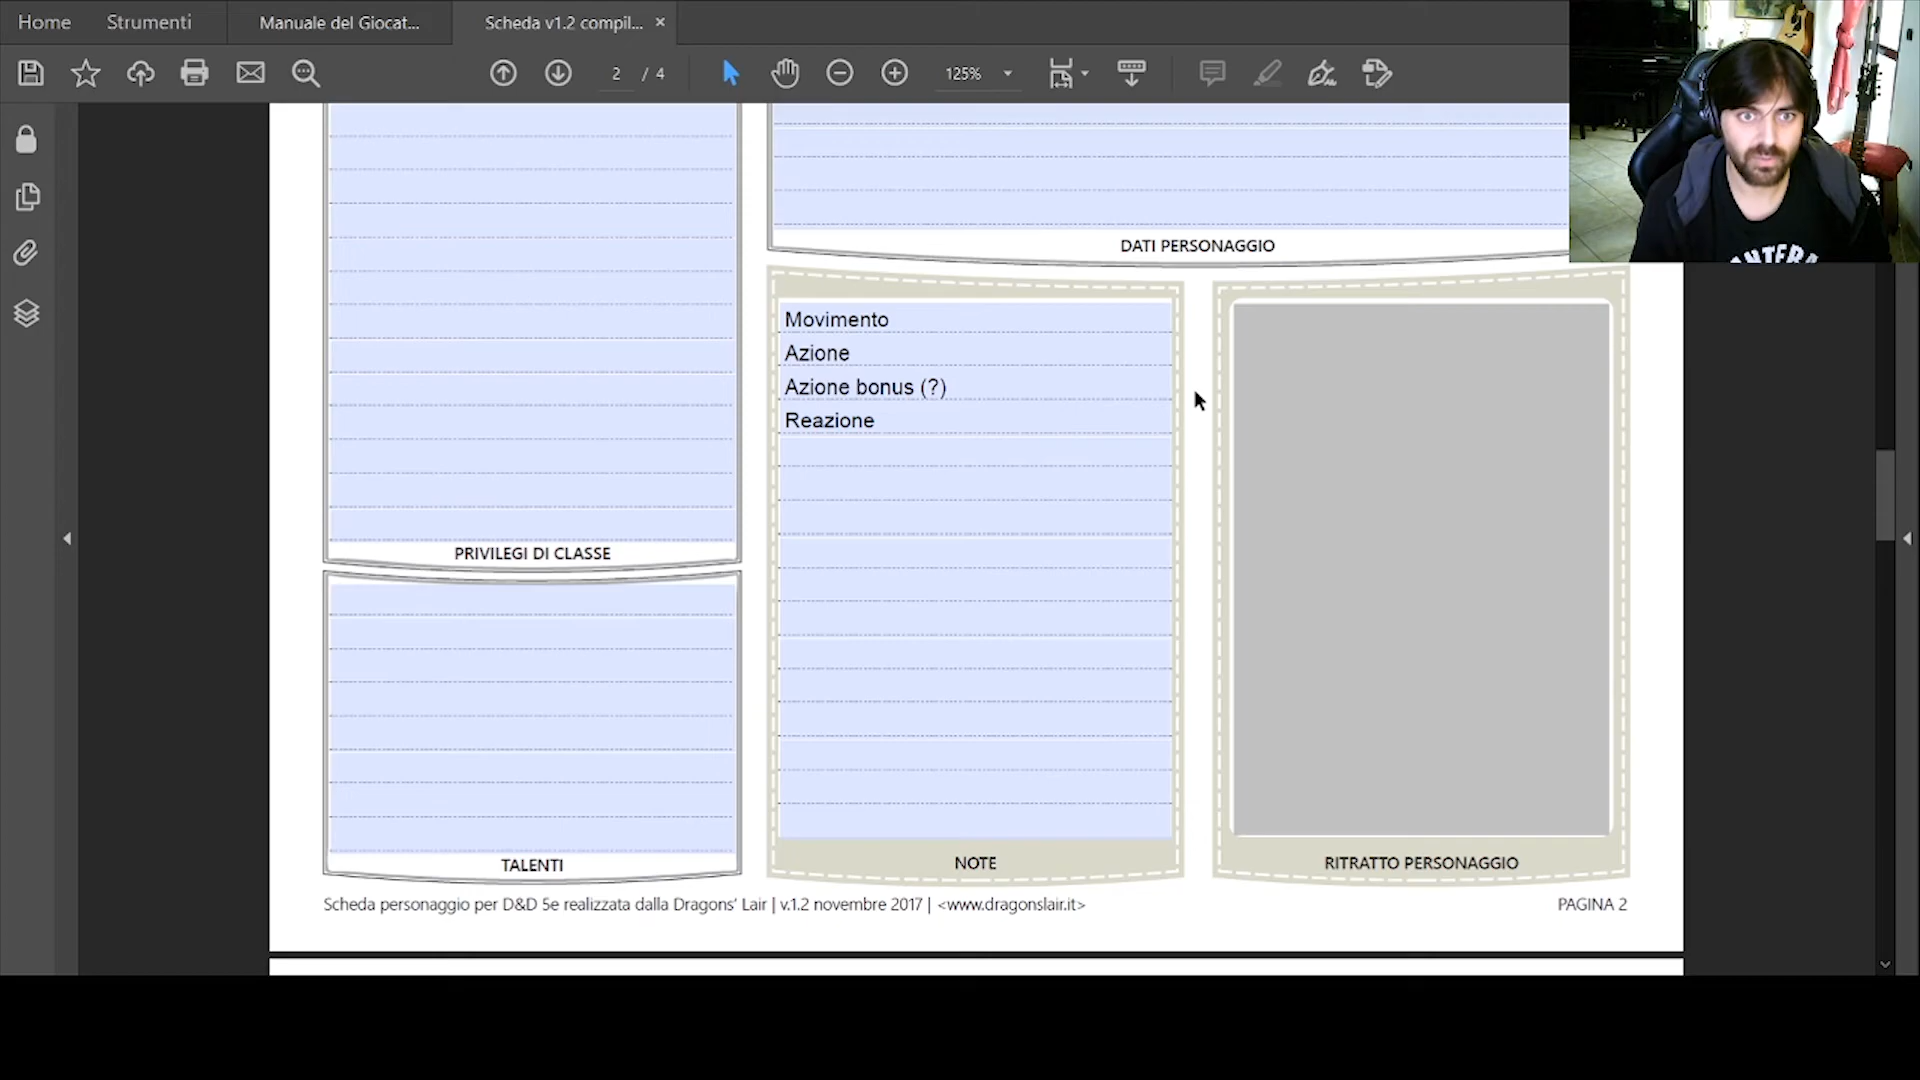 Home
Strumenti
Manuale del Giocat...
Scheda v1.2 compil...
2 / 4
125%
DATI PERSONAGGIO
Movimento
Azione
Azione bonus (?)
Reazione
PRIVILEGI DI CLASSE
TALENTI
NOTE
RITRATTO PERSONAGGIO
Scheda personaggio per D&D 5e realizzata dalla Dragons' Lair | v.1.2 novembre 2017 | <www.dragonslair.it>
PAGINA 2